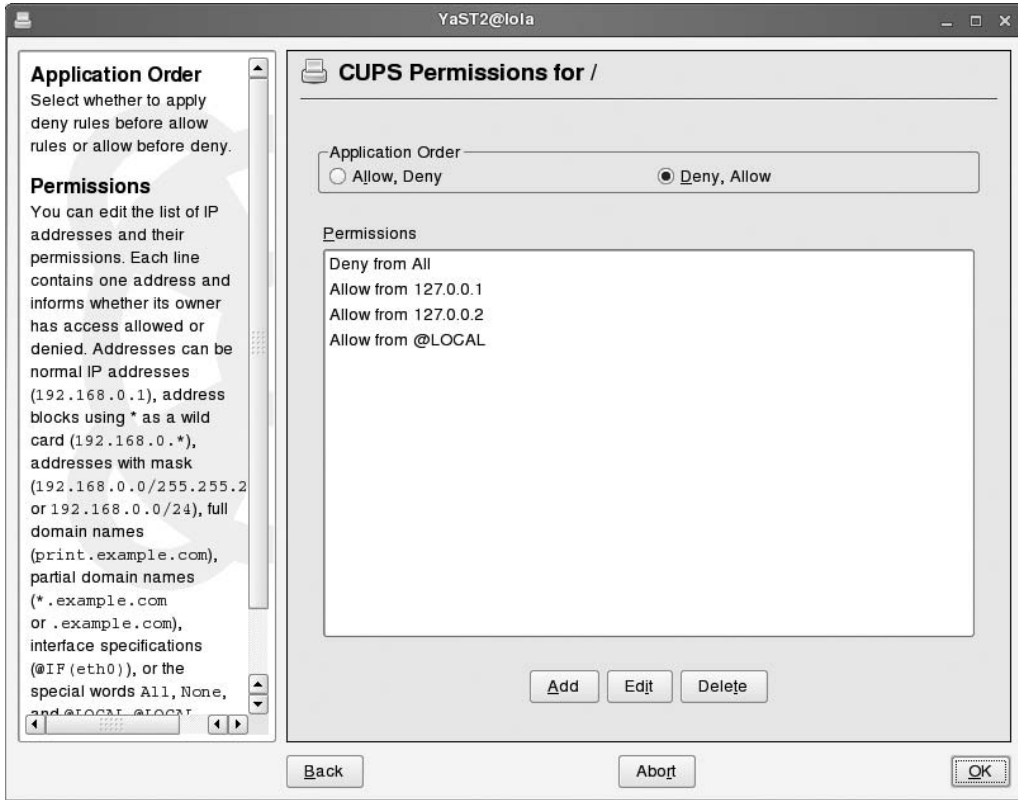 YaST2@lola
Application Order
Select whether to apply
deny rules before allow
rules or allow before deny.
Permissions
You can edit the list of IP
addresses and their
permissions. Each line
contains one address and
informs whether its owner
has access allowed or
denied. Addresses can be
normal IP addresses
(192.168.0.1), address
blocks using * as a wild
card (192.168.0.*),
addresses with mask
(192.168.0.0/255.255.2
or 192.168.0.0/24), full
domain names
(print.example.com),
partial domain names
(*.example.com
or .example.com),
interface specifications
(@IF(eth0)), or the
special words All, None,
and @LOCAL @LOCAL
CUPS Permissions for /
Application Order
Allow, Deny
Deny, Allow
Permissions
Deny from All
Allow from 127.0.0.1
Allow from 127.0.0.2
Allow from @LOCAL
Add
Edit
Delete
Back
Abort
OK